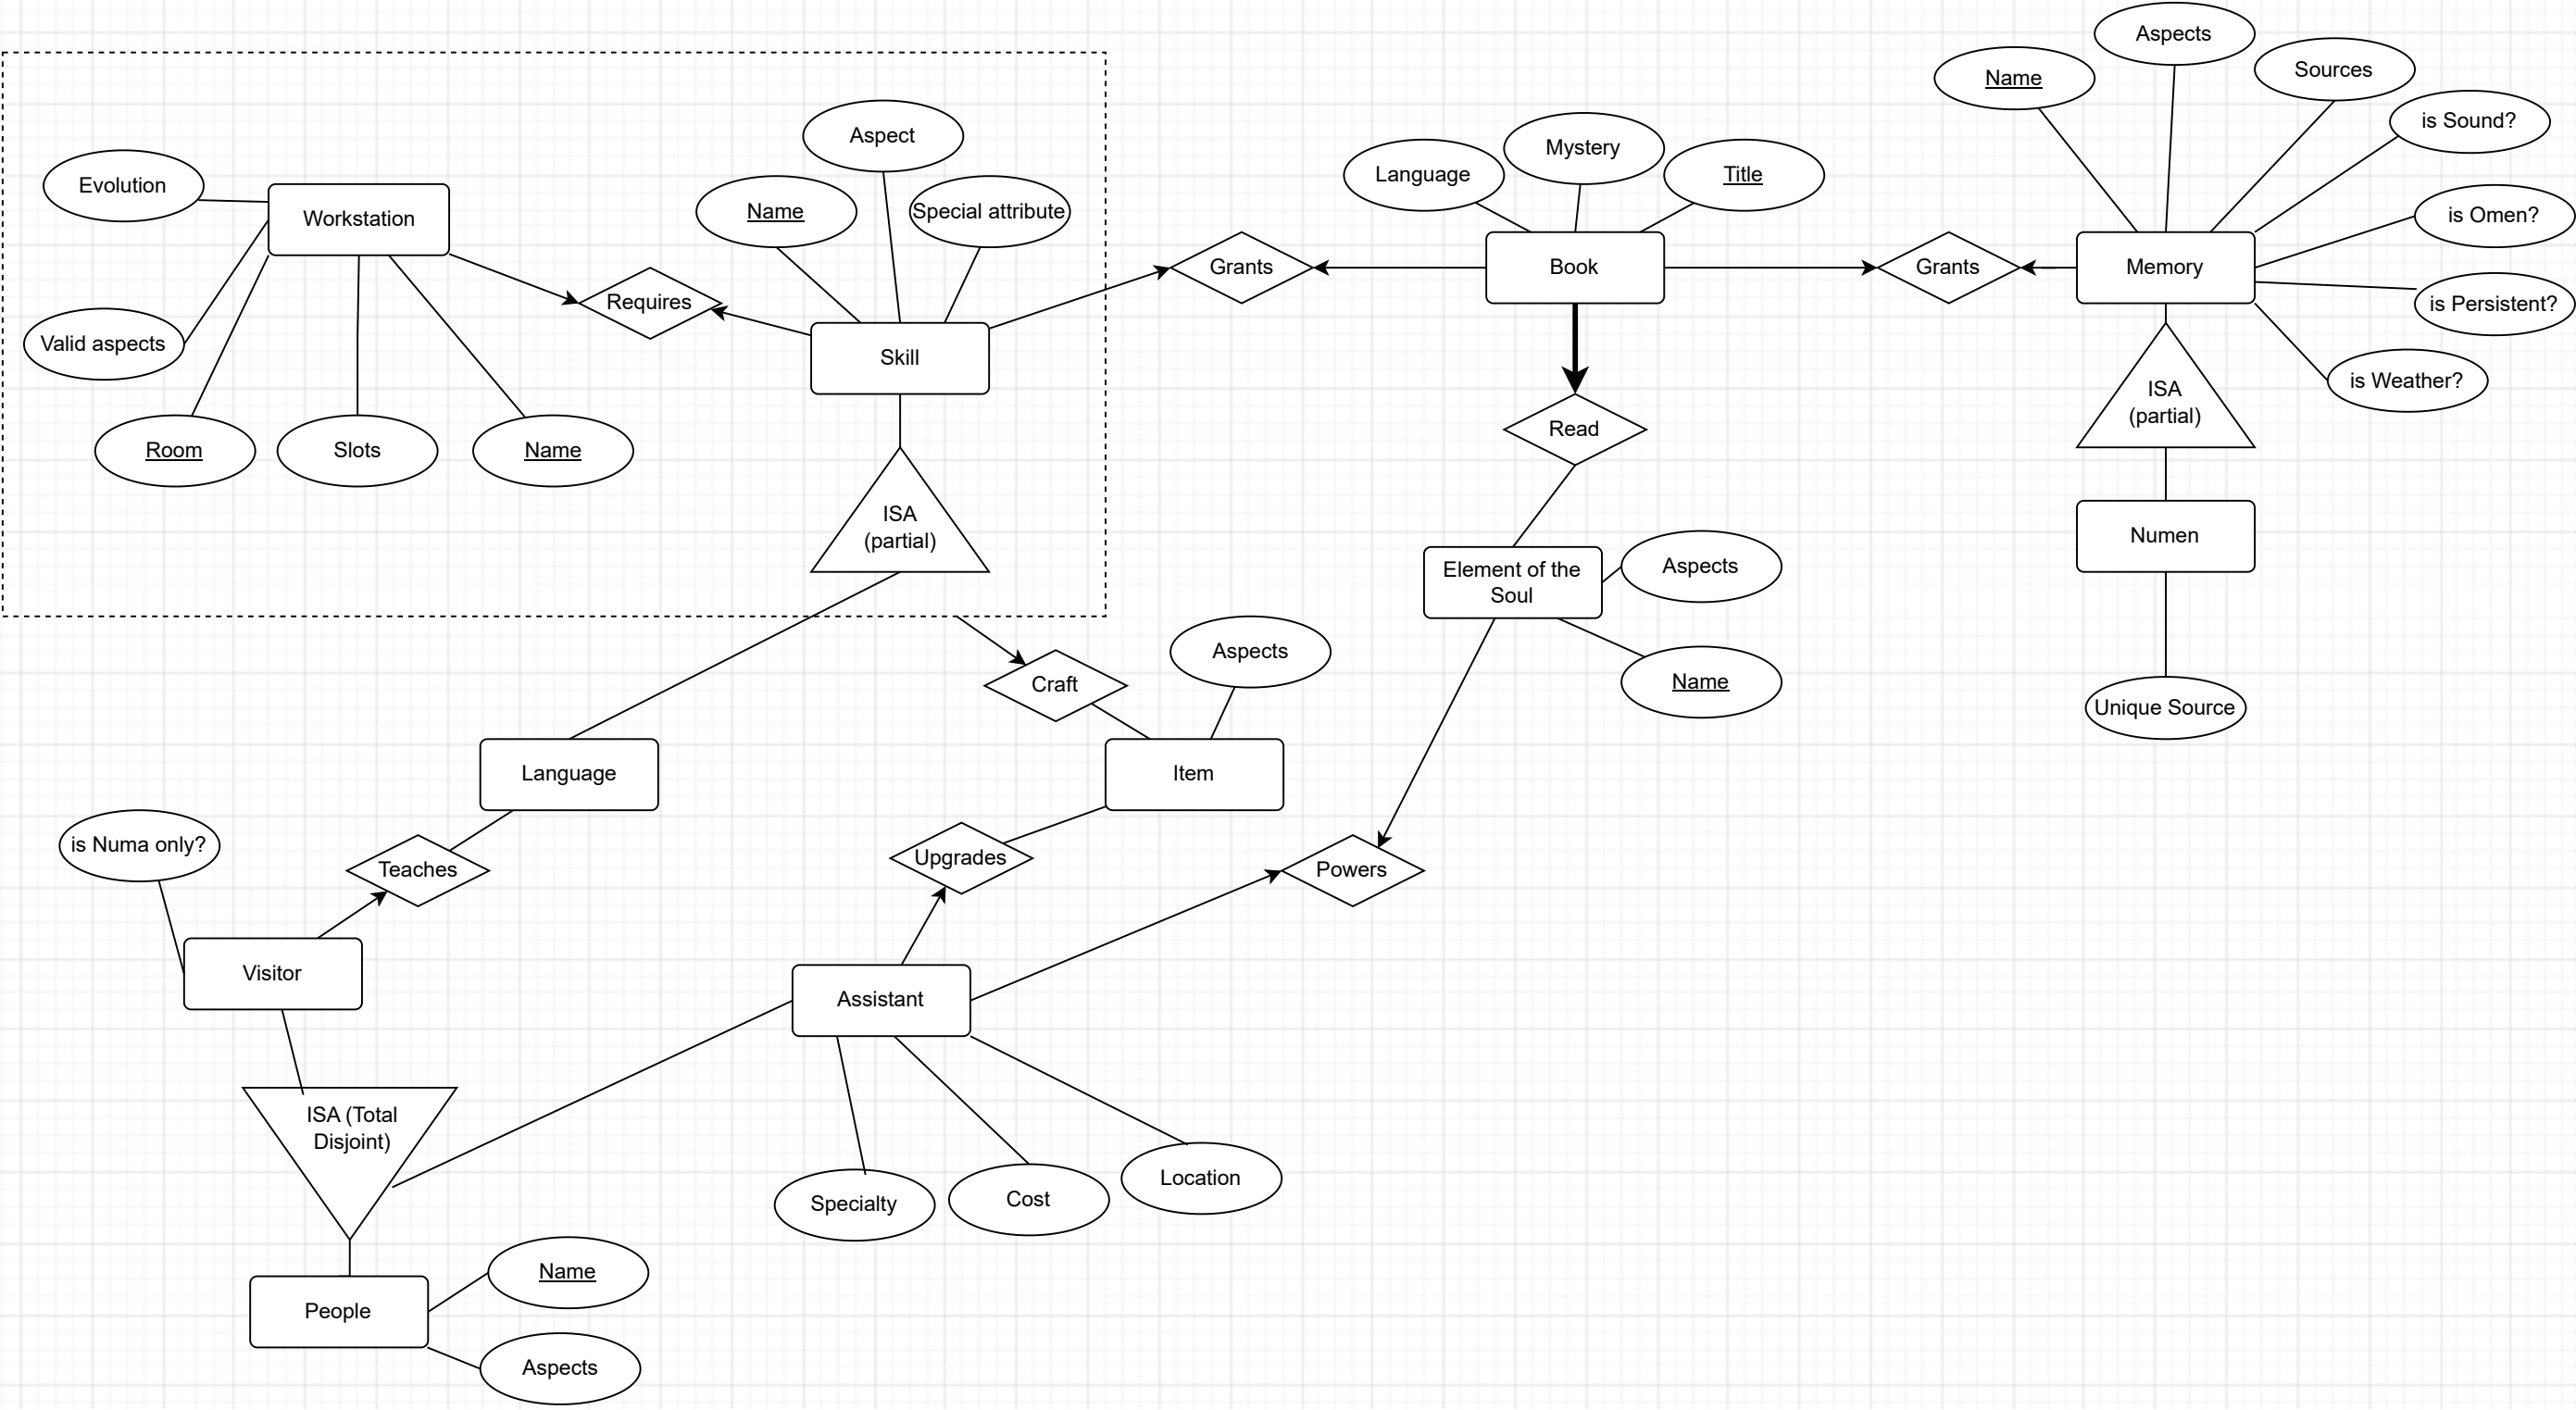 Aspects
Name
Sources
is Sound?
Aspect
Mystery
Language
Title
Evolution
Name
Special attribute
is Omen?
Workstation
Grants
Book
Grants
Memory
Requires
is Persistent?
Valid aspects
Skill
is Weather?
ISA
(partial)
Read
Room
Slots
Name
ISA
(partial)
Numen
Element of the
Soul
Aspects
Aspects
Craft
Name
Unique Source
Language
Item
is Numa only?
Teaches
Upgrades
Powers
Visitor
Assistant
ISA (Total
Disjoint)
Specialty
Cost
Location
Name
People
Aspects